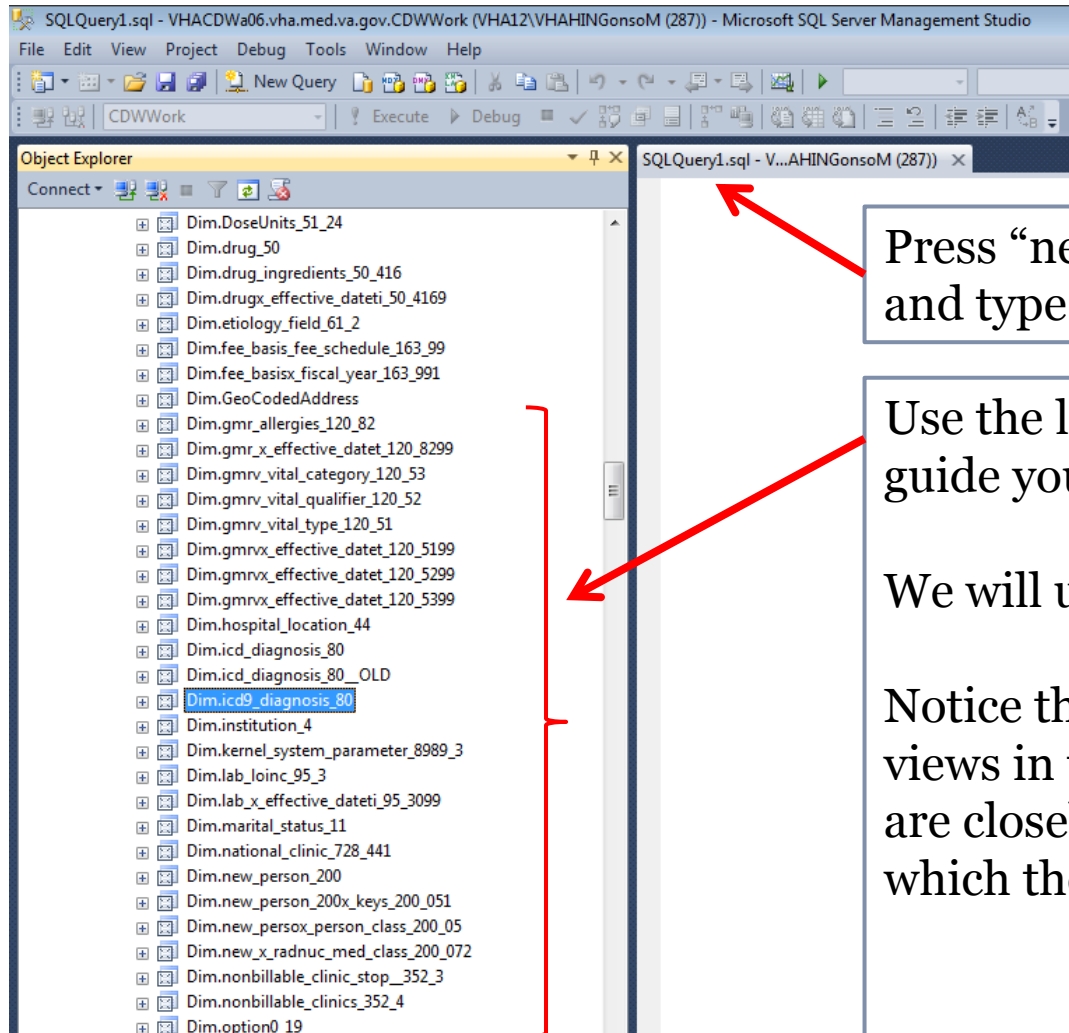 SQLQuery1.sql - VHACDWa06.vha.med.va.gov.CDWWork (VHA12\VHAHINGonsoM (287)) - Microsoft SQL Server Management Studio
File Edit View Project Debug Tools Window Help
New Query
CDWWork
Execute Debug
Object Explorer
SQLQuery1.sql - V...AHINGonsoM (287))
Connect
Dim.DoseUnits_51_24
Dim.drug_50
Dim.drug_ingredients_50_416
Dim.drugx_effective_dateti_50_4169
Dim.etiology_field_61_2
Dim.fee_basis_fee_schedule_163_99
Dim.fee_basisx_fiscal_year_163_991
Dim.GeoCodedAddress
Dim.gmr_allergies_120_82
Dim.gmr_x_effective_datet_120_8299
Dim.gmrv_vital_category_120_53
Dim.gmrv_vital_qualifier_120_52
Dim.gmrv_vital_type_120_51
Dim.gmrvx_effective_datet_120_5199
Dim.gmrvx_effective_datet_120_5299
Dim.gmrvx_effective_datet_120_5399
Dim.hospital_location_44
Dim.icd_diagnosis_80
Dim.icd_diagnosis_80__OLD
Dim.icd9_diagnosis_80
Dim.institution_4
Dim.kernel_system_parameter_8989_3
Dim.lab_loinc_95_3
Dim.lab_x_effective_dateti_95_3099
Dim.marital_status_11
Dim.national_clinic_728_441
Dim.new_person_200
Dim.new_person_200x_keys_200_051
Dim.new_persox_person_class_200_05
Dim.new_x_radnuc_med_class_200_072
Dim.nonbillable_clinic_stop__352_3
Dim.nonbillable_clinics_352_4
Dim.option0_19
Press “ne
and type
Use the l
guide you
We will u
Notice th
views in t
are closel
which the